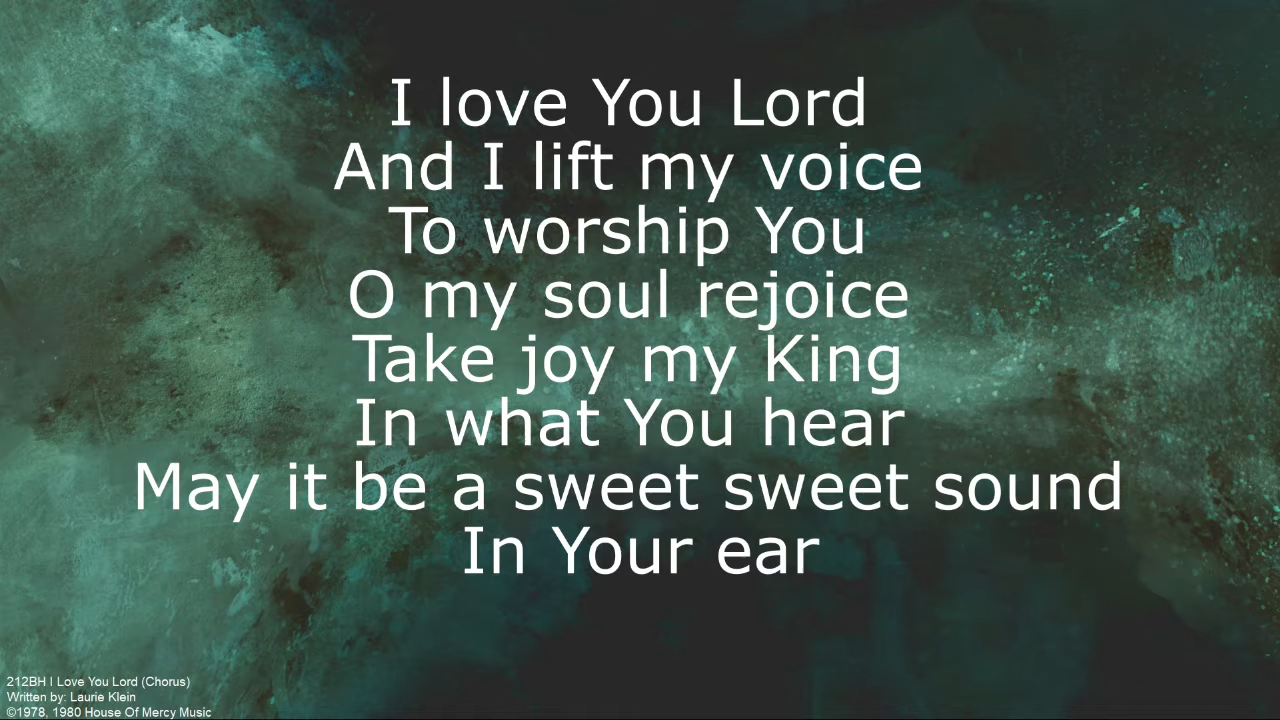 I love You Lord
And I lift my voice
To worship You
O my soul rejoice
Take joy my King
In what You hear
May it be a sweet sweet sound
In Your ear
212BH I Love You Lord (Chorus)
Written by: Laurie Klein
©1978, 1980 House Of Mercy Music